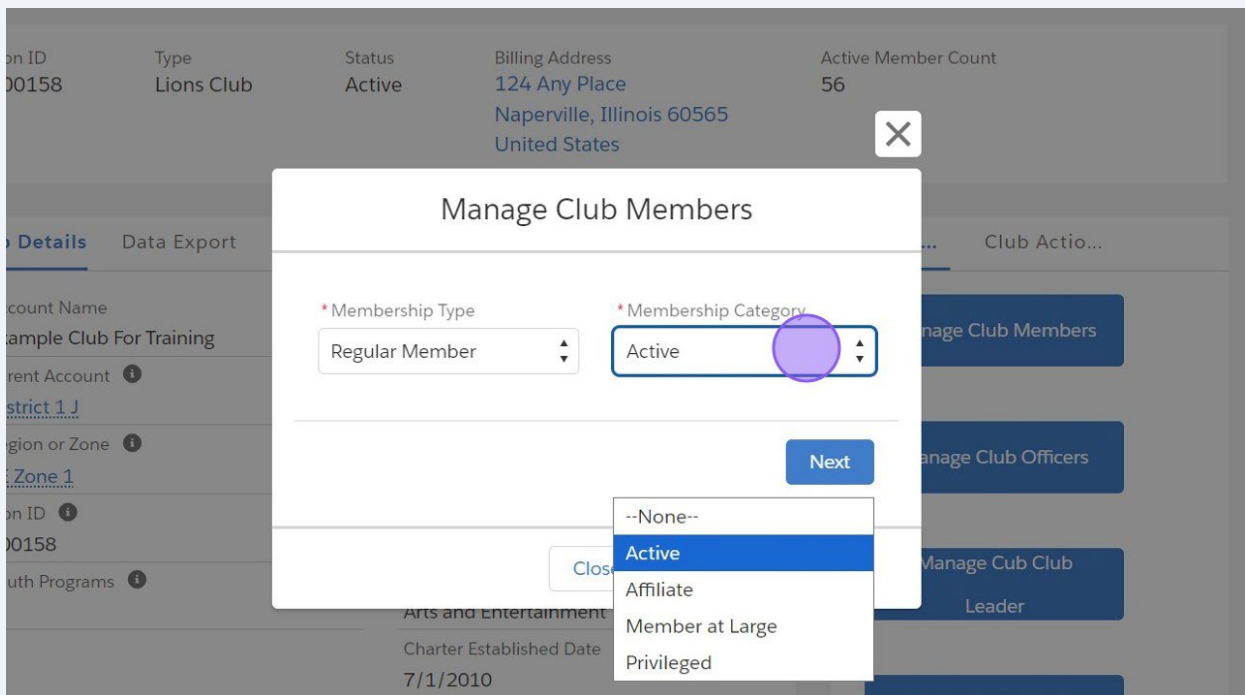 on ID
00158
Type
Lions Club
Status
Active
Billing Address
124 Any Place
Naperville, Illinois 60565
United States
Active Member Count
56
Manage Club Members
* Membership Type
Regular Member
* Membership Category
Active
Next
--None--
Active
Affiliate
Member at Large
Privileged
Close
Details
Data Export
count Name
ample Club For Training
rent Account
strict 1 J
gion or Zone
Zone 1
on ID
00158
uth Programs
Arts and Entertainment
Charter Established Date
7/1/2010
...
Club Actio...
nage Club Members
anage Club Officers
Manage Cub Club
Leader